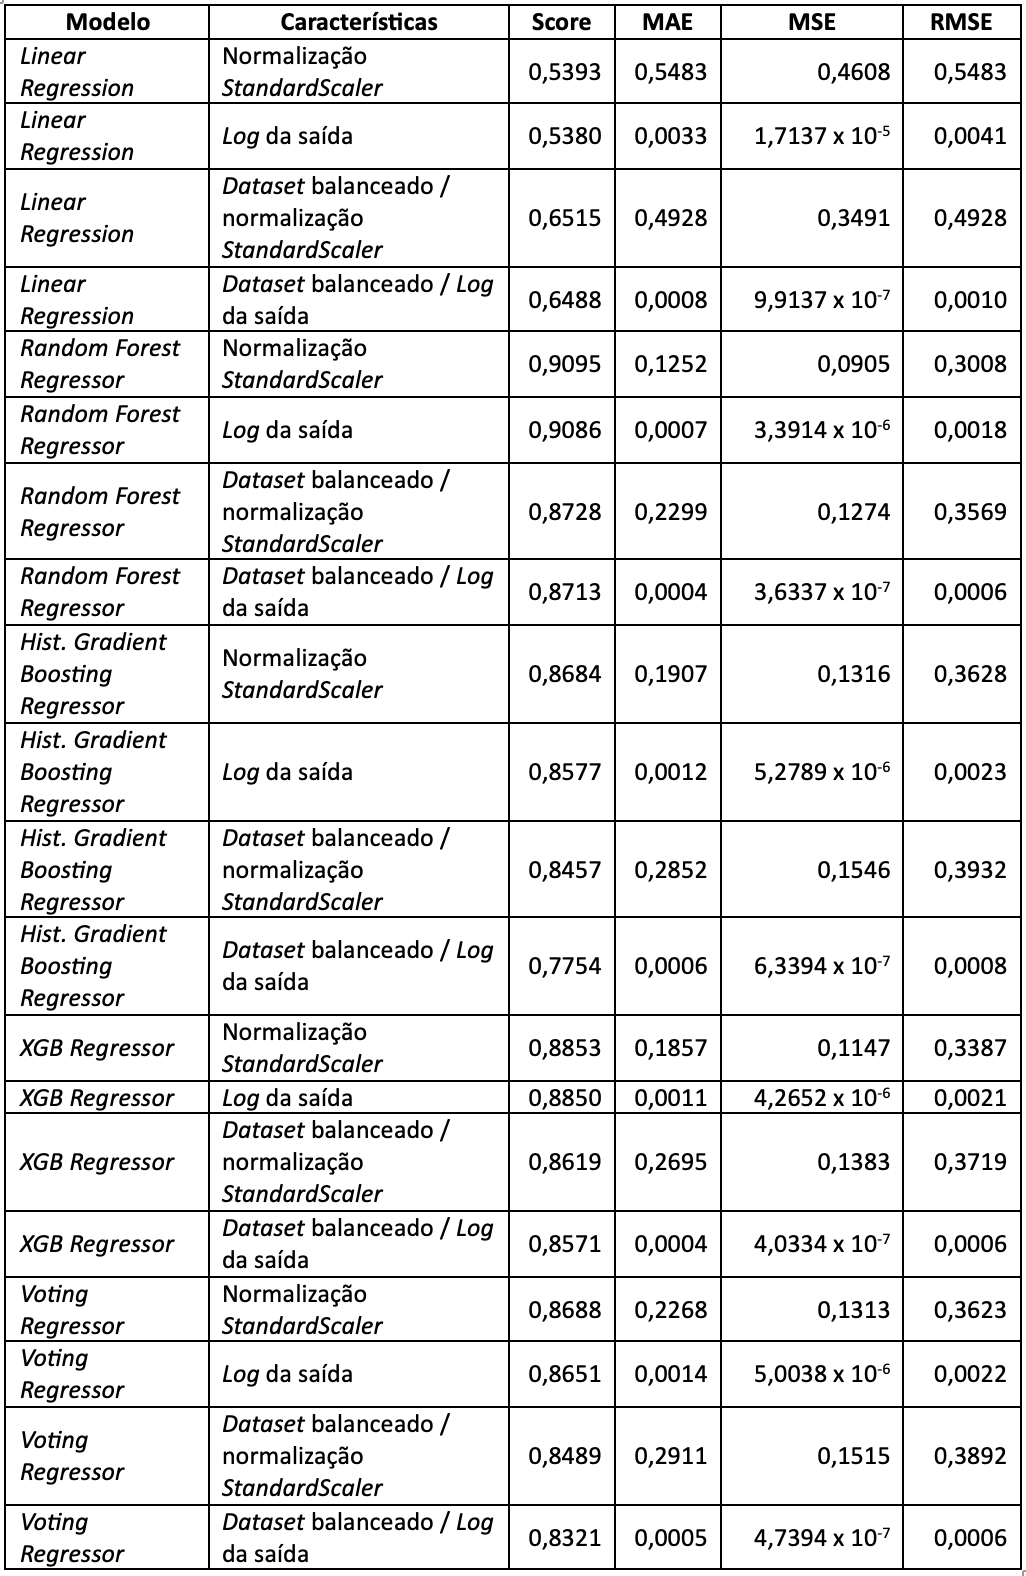 Modelo Características Score MAE MSE RMSE
Linear Regression Normalização StandardScaler 0,5393 0,5483 0,4608 0,5483
Linear Regression Log da saída 0,5380 0,0033 1,7137 x 10⁻⁵ 0,0041
Linear Regression Dataset balanceado / normalização StandardScaler 0,6515 0,4928 0,3491 0,4928
Linear Regression Dataset balanceado / Log da saída 0,6488 0,0008 9,9137 x 10⁻⁷ 0,0010
Random Forest Regressor Normalização StandardScaler 0,9095 0,1252 0,0905 0,3008
Random Forest Regressor Log da saída 0,9086 0,0007 3,3914 x 10⁻⁶ 0,0018
Random Forest Regressor Dataset balanceado / normalização StandardScaler 0,8728 0,2299 0,1274 0,3569
Random Forest Regressor Dataset balanceado / Log da saída 0,8713 0,0004 3,6337 x 10⁻⁷ 0,0006
Hist. Gradient Boosting Regressor Normalização StandardScaler 0,8684 0,1907 0,1316 0,3628
Hist. Gradient Boosting Regressor Log da saída 0,8577 0,0012 5,2789 x 10⁻⁶ 0,0023
Hist. Gradient Boosting Regressor Dataset balanceado / normalização StandardScaler 0,8457 0,2852 0,1546 0,3932
Hist. Gradient Boosting Regressor Dataset balanceado / Log da saída 0,7754 0,0006 6,3394 x 10⁻⁷ 0,0008
XGB Regressor Normalização StandardScaler 0,8853 0,1857 0,1147 0,3387
XGB Regressor Log da saída 0,8850 0,0011 4,2652 x 10⁻⁶ 0,0021
XGB Regressor Dataset balanceado / normalização StandardScaler 0,8619 0,2695 0,1383 0,3719
XGB Regressor Dataset balanceado / Log da saída 0,8571 0,0004 4,0334 x 10⁻⁷ 0,0006
Voting Regressor Normalização StandardScaler 0,8688 0,2268 0,1313 0,3623
Voting Regressor Log da saída 0,8651 0,0014 5,0038 x 10⁻⁶ 0,0022
Voting Regressor Dataset balanceado / normalização StandardScaler 0,8489 0,2911 0,1515 0,3892
Voting Regressor Dataset balanceado / Log da saída 0,8321 0,0005 4,7394 x 10⁻⁷ 0,0006